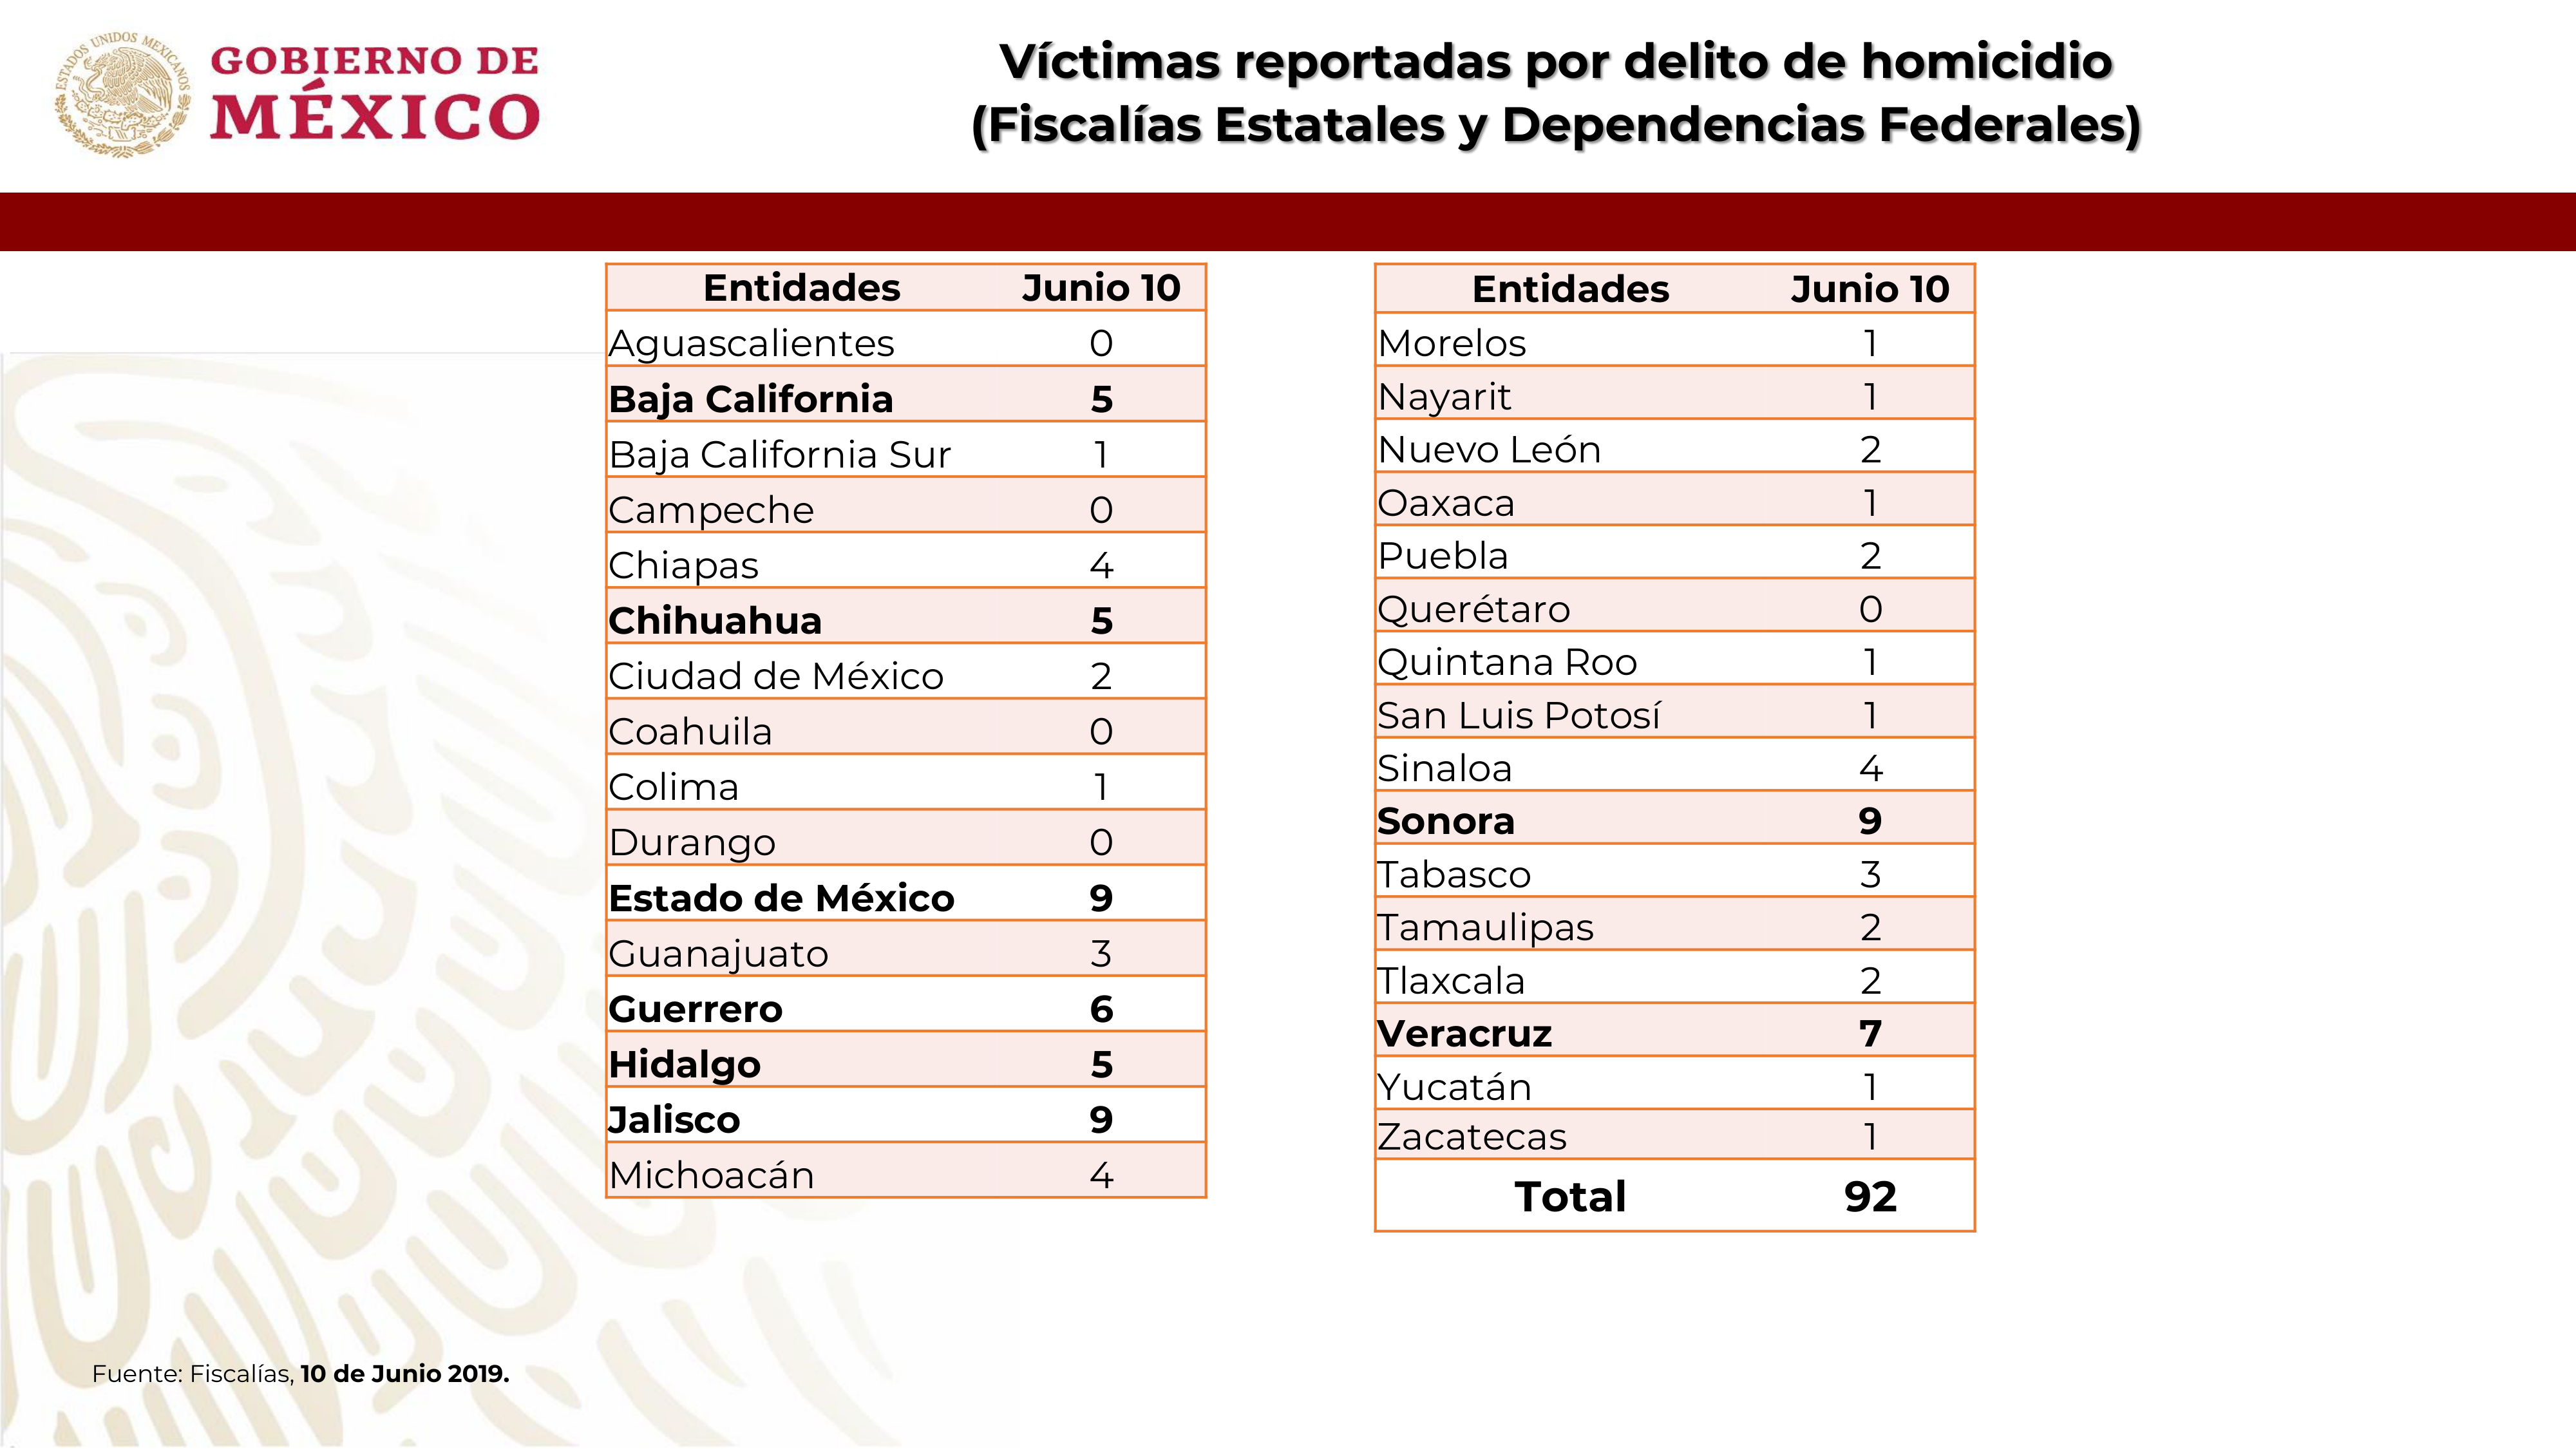 ESTADOS UNIDOS MEXICANOS
GOBIERNO DE
MÉXICO
Víctimas reportadas por delito de homicidio
(Fiscalías Estatales y Dependencias Federales)
Entidades Junio 10
Aguascalientes 0
Baja California 5
Baja California Sur 1
Campeche 0
Chiapas 4
Chihuahua 5
Ciudad de México 2
Coahuila 0
Colima 1
Durango 0
Estado de México 9
Guanajuato 3
Guerrero 6
Hidalgo 5
Jalisco 9
Michoacán 4
Entidades Junio 10
Morelos 1
Nayarit 1
Nuevo León 2
Oaxaca 1
Puebla 2
Querétaro 0
Quintana Roo 1
San Luis Potosí 1
Sinaloa 4
Sonora 9
Tabasco 3
Tamaulipas 2
Tlaxcala 2
Veracruz 7
Yucatán 1
Zacatecas 1
Total 92
Fuente: Fiscalías, 10 de Junio 2019.